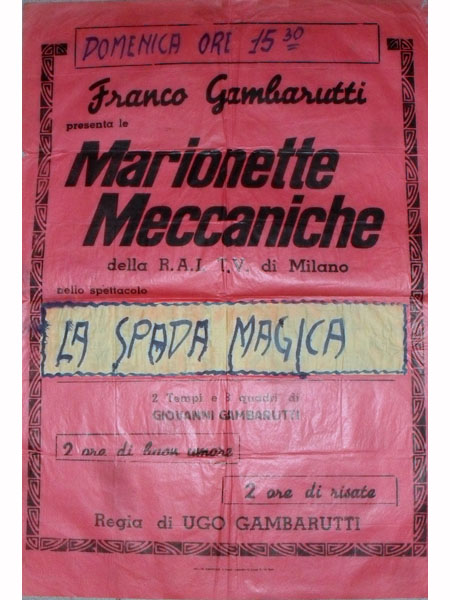 DOMENICA ORE 15 30
Franco Gambarutti
presenta le
Marionette
Meccaniche
della R.A.I. T.V. di Milano
nello spettacolo
LA SPADA MAGICA
2 Tempi e 8 quadri di
GIOVANNI GAMBARUTTI
2 ore di buon umore
2 ore di risate
Regia di UGO GAMBARUTTI